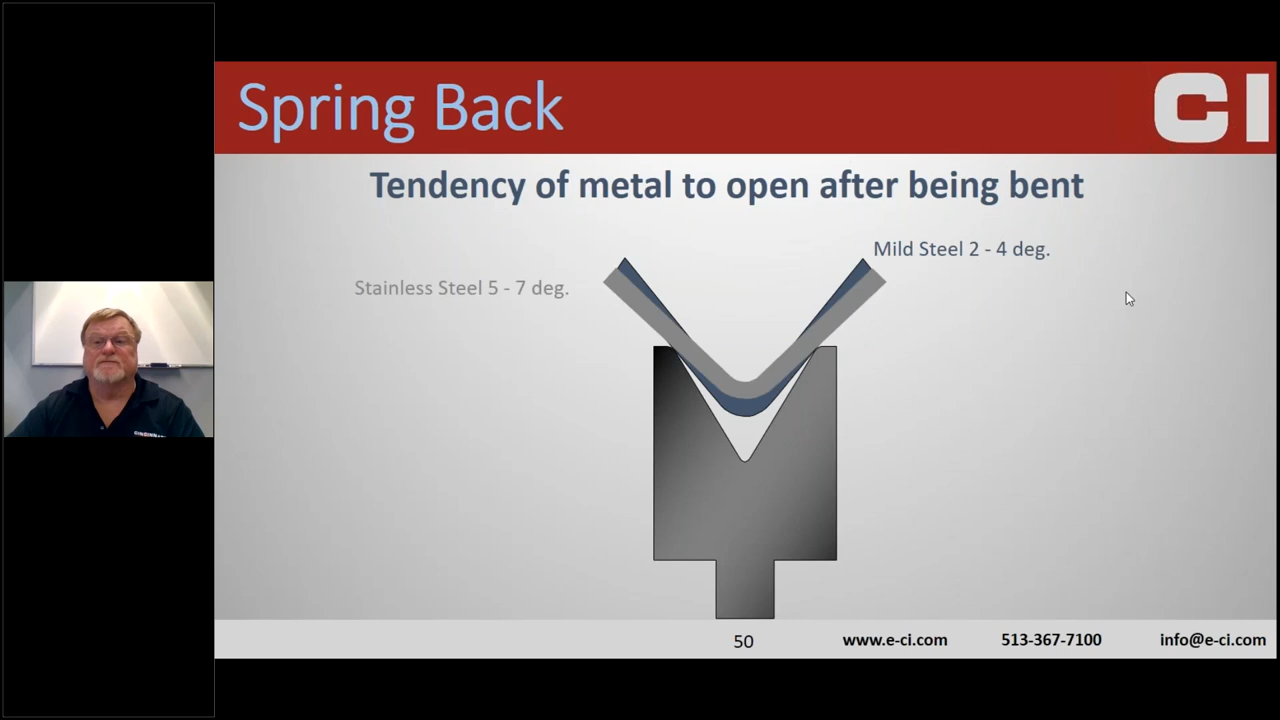 Spring Back
CI
Tendency of metal to open after being bent
Mild Steel 2 - 4 deg.
Stainless Steel 5 - 7 deg.
50
www.e-ci.com
513-367-7100
info@e-ci.com